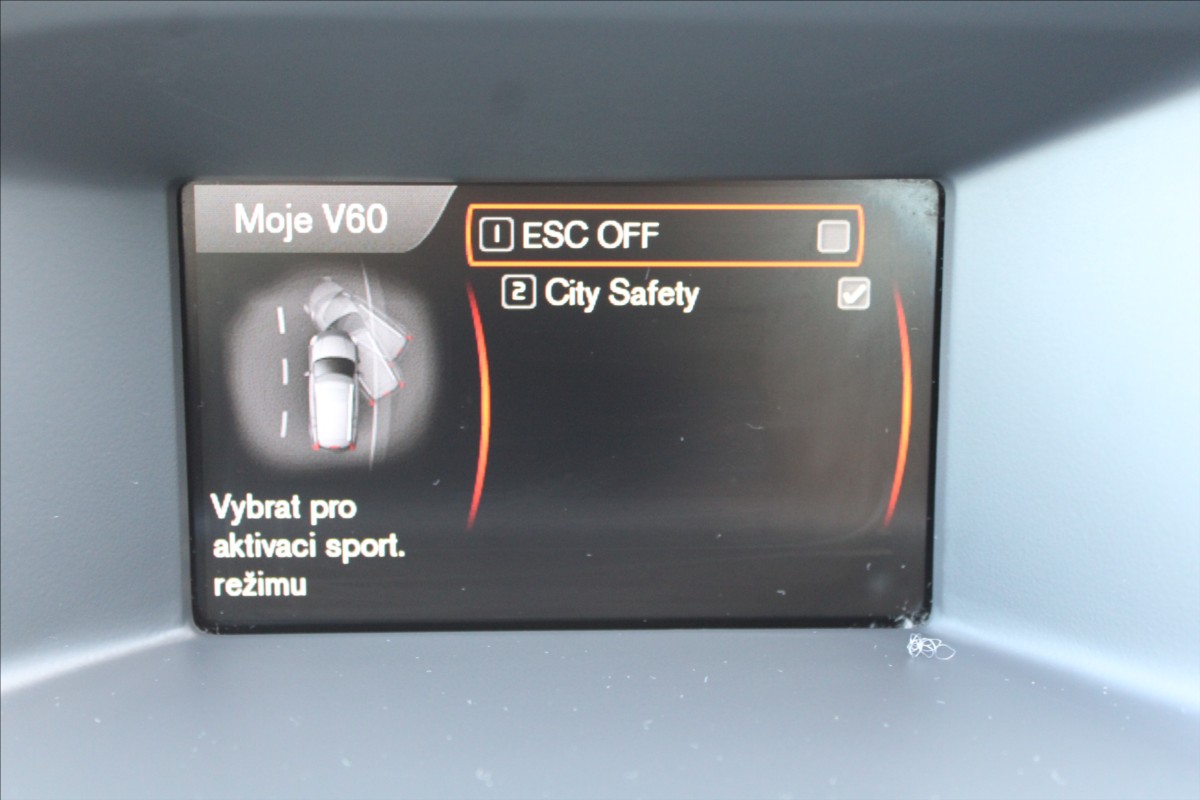 Moje V60
1 ESC OFF
2 City Safety
Vybrat pro
aktivaci sport.
režimu